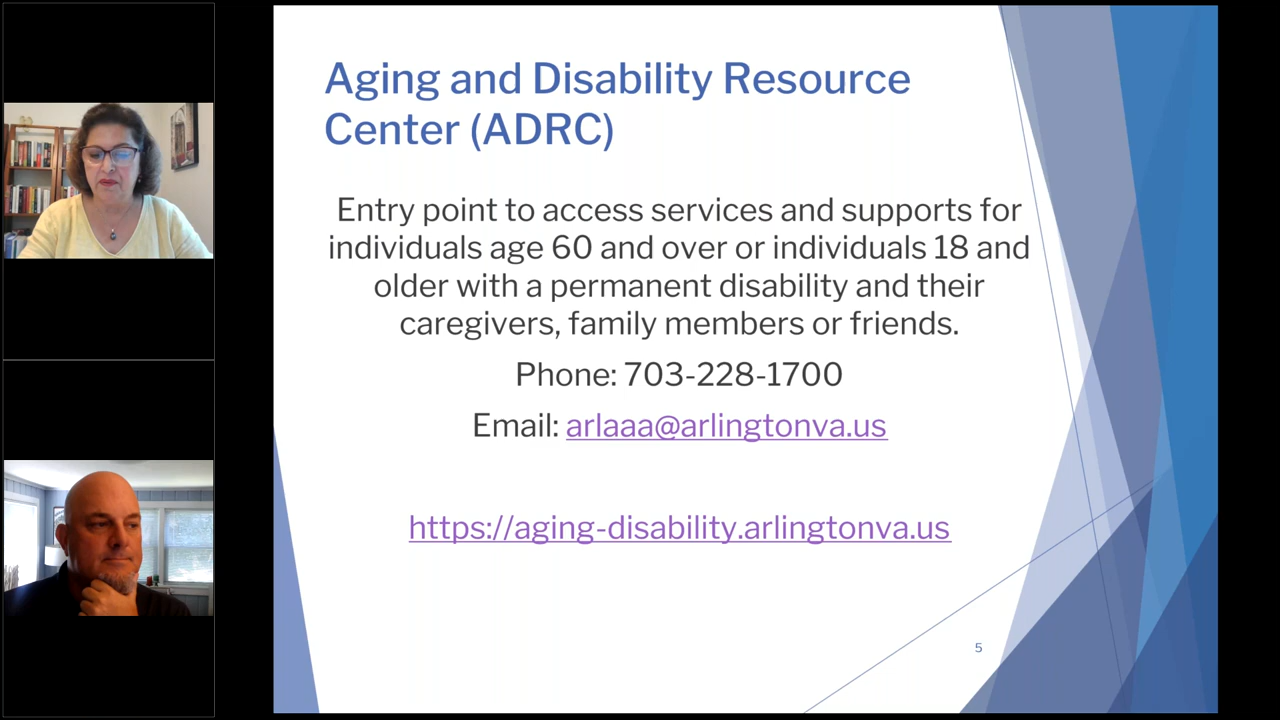 Aging and Disability Resource
Center (ADRC)
Entry point to access services and supports for
individuals age 60 and over or individuals 18 and
older with a permanent disability and their
caregivers, family members or friends.
Phone: 703-228-1700
Email: arlaaa@arlingtonva.us
https://aging-disability.arlingtonva.us
5